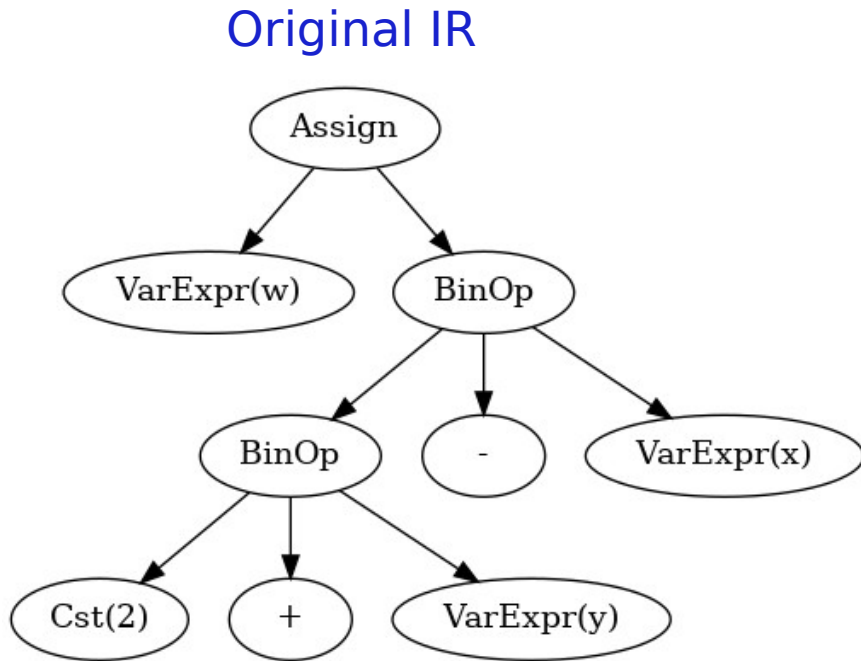 Original IR
Assign
VarExpr(w)
BinOp
BinOp
-
VarExpr(x)
Cst(2)
+
VarExpr(y)